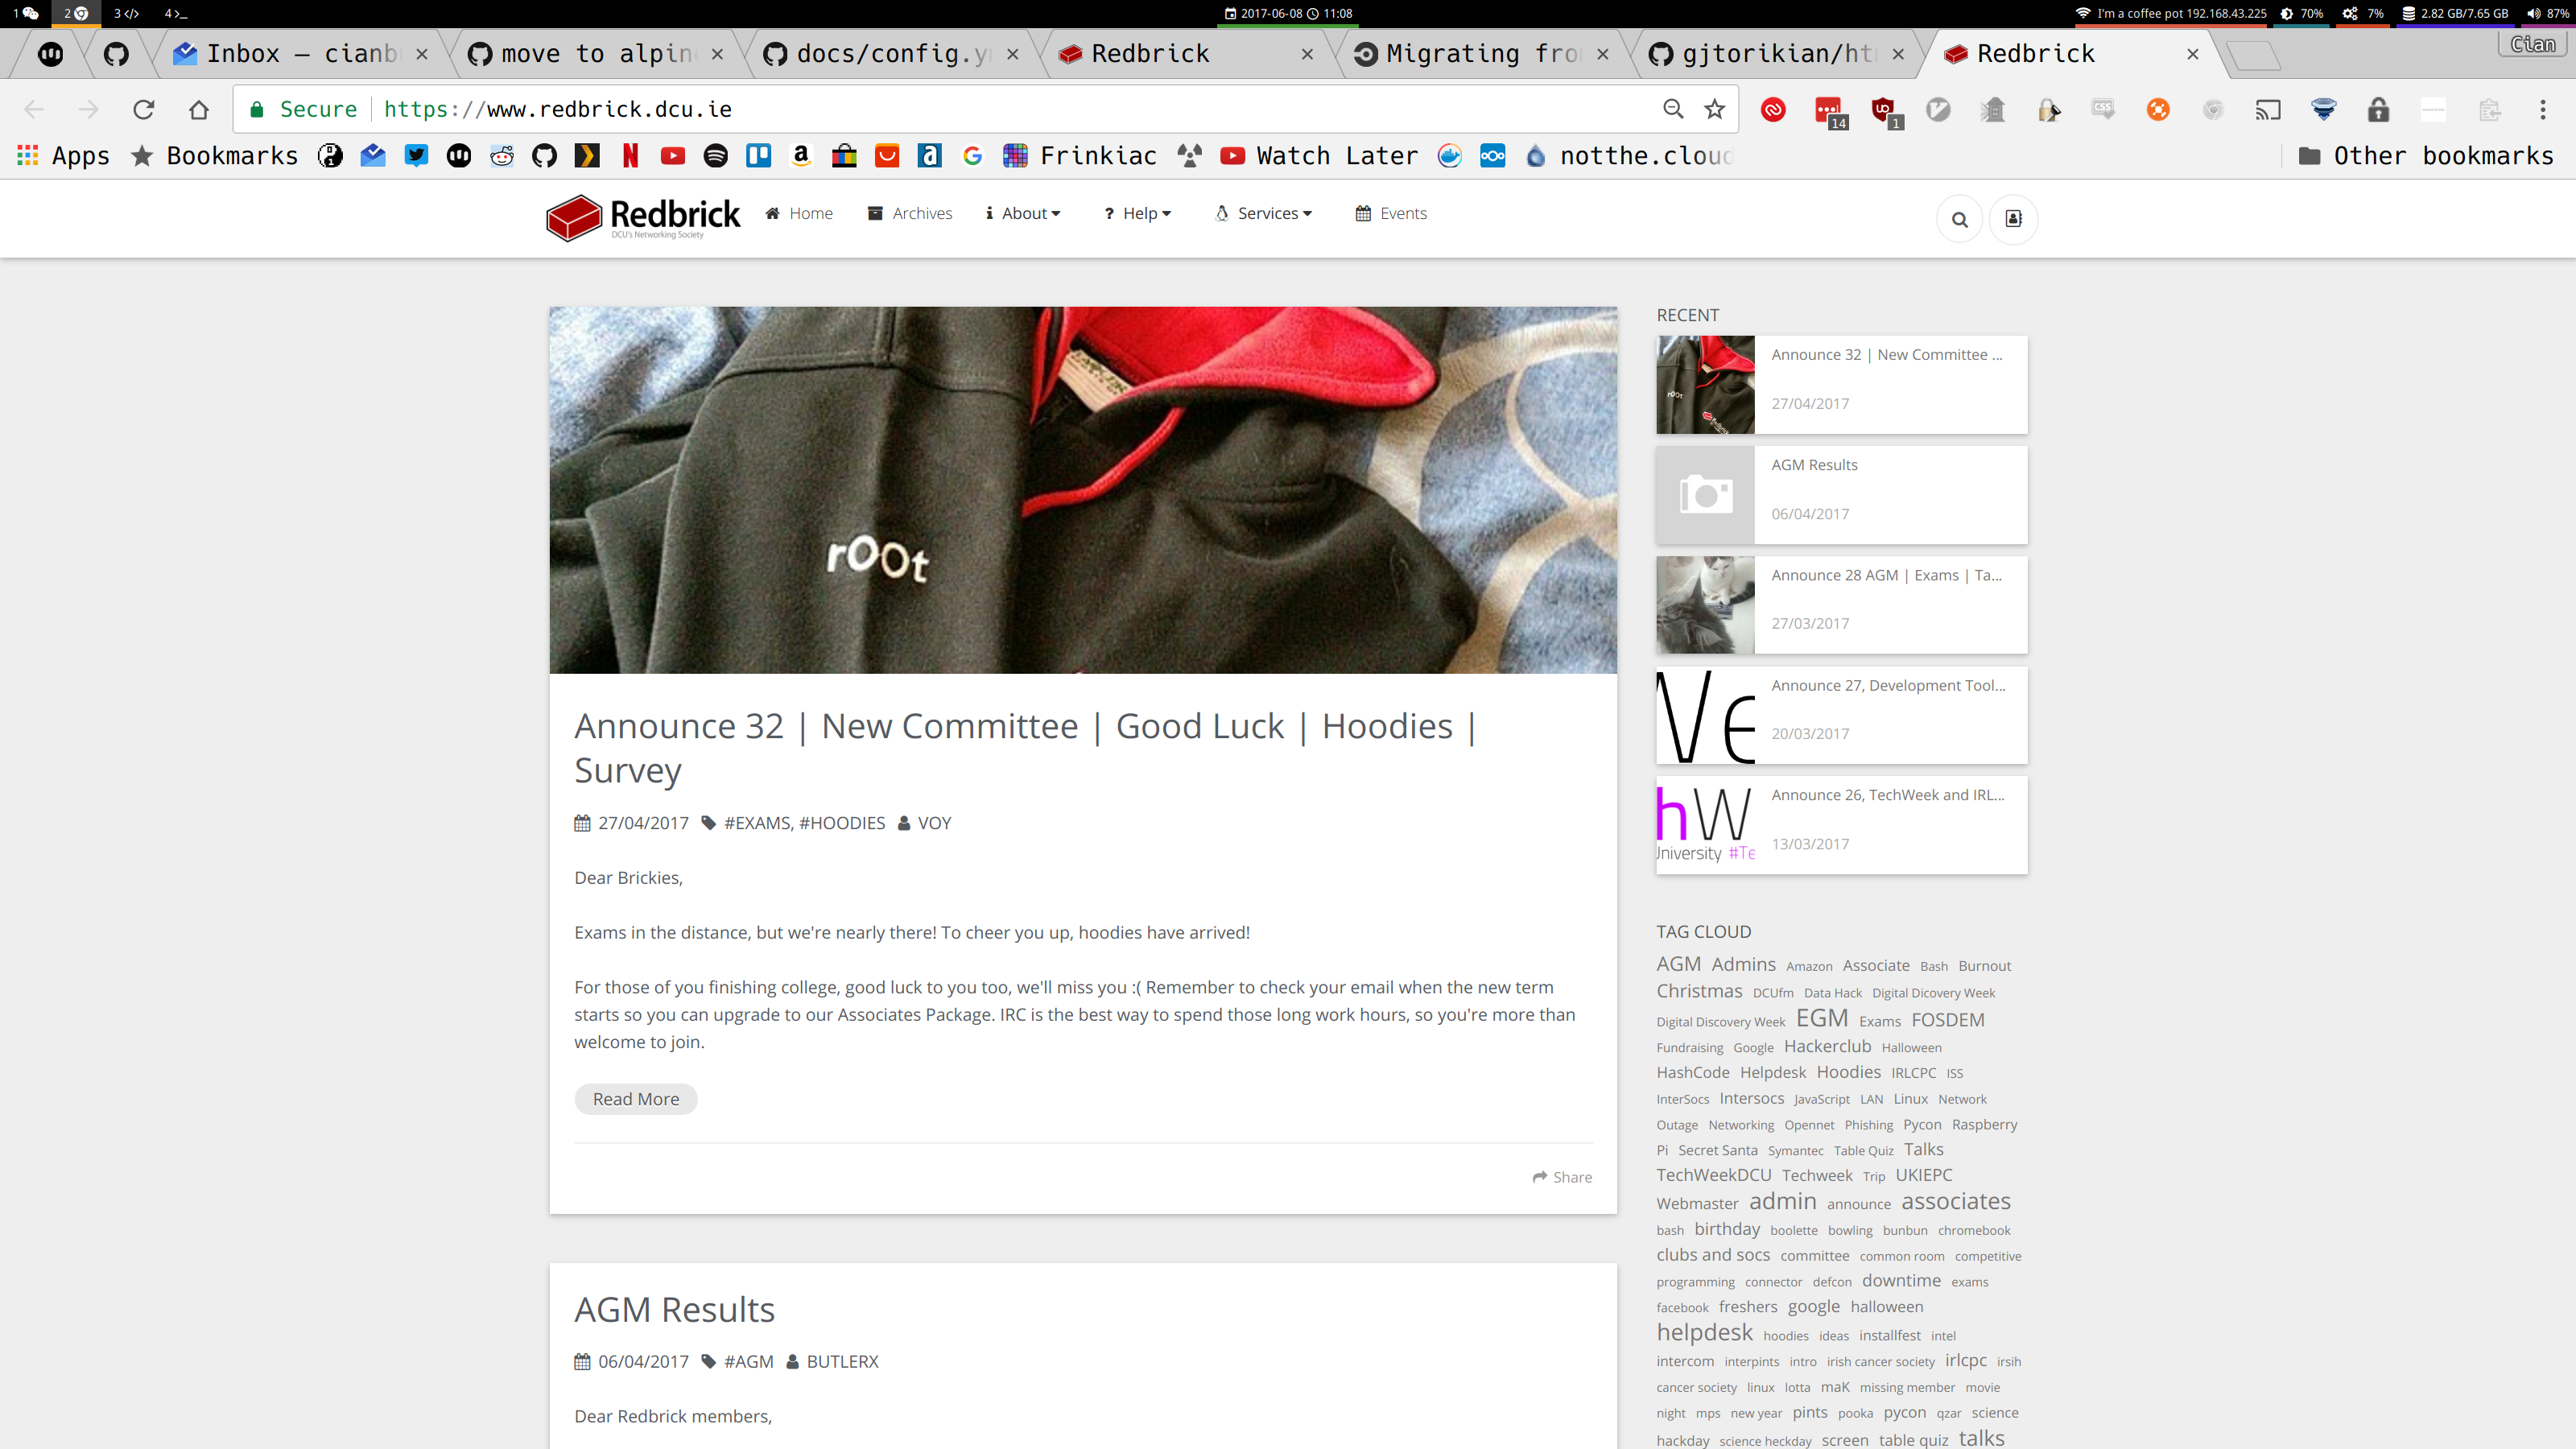 1 2 3 4 2017-06-08 11:08 I'm a coffee pot 192.168.43.225 70% 7% 2.82 GB/7.65 GB 87%
Inbox – cianb move to alpin docs/config.y Redbrick Migrating fro gjtorikian/ht Redbrick Cian
Secure https://www.redbrick.dcu.ie 14 1
Apps Bookmarks Frinkiac Watch Later notthe.cloud Other bookmarks
Redbrick Home Archives About Help Services Events
DCU's Networking Society
root
Announce 32 | New Committee | Good Luck | Hoodies |
Survey
27/04/2017 #EXAMS, #HOODIES VOY
Dear Brickies,
Exams in the distance, but we're nearly there! To cheer you up, hoodies have arrived!
For those of you finishing college, good luck to you too, we'll miss you :( Remember to check your email when the new term
starts so you can upgrade to our Associates Package. IRC is the best way to spend those long work hours, so you're more than
welcome to join.
Read More
Share
AGM Results
06/04/2017 #AGM BUTLERX
Dear Redbrick members,
RECENT
Announce 32 | New Committee ...
root
27/04/2017
AGM Results
06/04/2017
Announce 28 AGM | Exams | Ta...
27/03/2017
Announce 27, Development Tool...
Ve
20/03/2017
Announce 26, TechWeek and IRL...
hW
University #Te
13/03/2017
TAG CLOUD
AGM Admins Amazon Associate Bash Burnout
Christmas DCUfm Data Hack Digital Dicovery Week
Digital Discovery Week EGM Exams FOSDEM
Fundraising Google Hackerclub Halloween
HashCode Helpdesk Hoodies IRLCPC ISS
InterSocs Intersocs JavaScript LAN Linux Network
Outage Networking Opennet Phishing Pycon Raspberry
Pi Secret Santa Symantec Table Quiz Talks
TechWeekDCU Techweek Trip UKIEPC
Webmaster admin announce associates
bash birthday boolette bowling bunbun chromebook
clubs and socs committee common room competitive
programming connector defcon downtime exams
facebook freshers google halloween
helpdesk hoodies ideas installfest intel
intercom interpints intro irish cancer society irlcpc irsih
cancer society linux lotta maK missing member movie
night mps new year pints pooka pycon qzar science
hackday science heckday screen table quiz talks